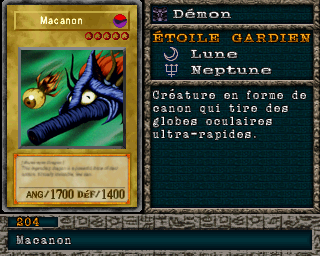 Macanon
ANG/1700 DÉF/1400
Démon
ÉTOILE GARDIEN
Lune
Neptune
Créature en forme de
canon qui tire des
globes oculaires
ultra-rapides.
204
Macanon